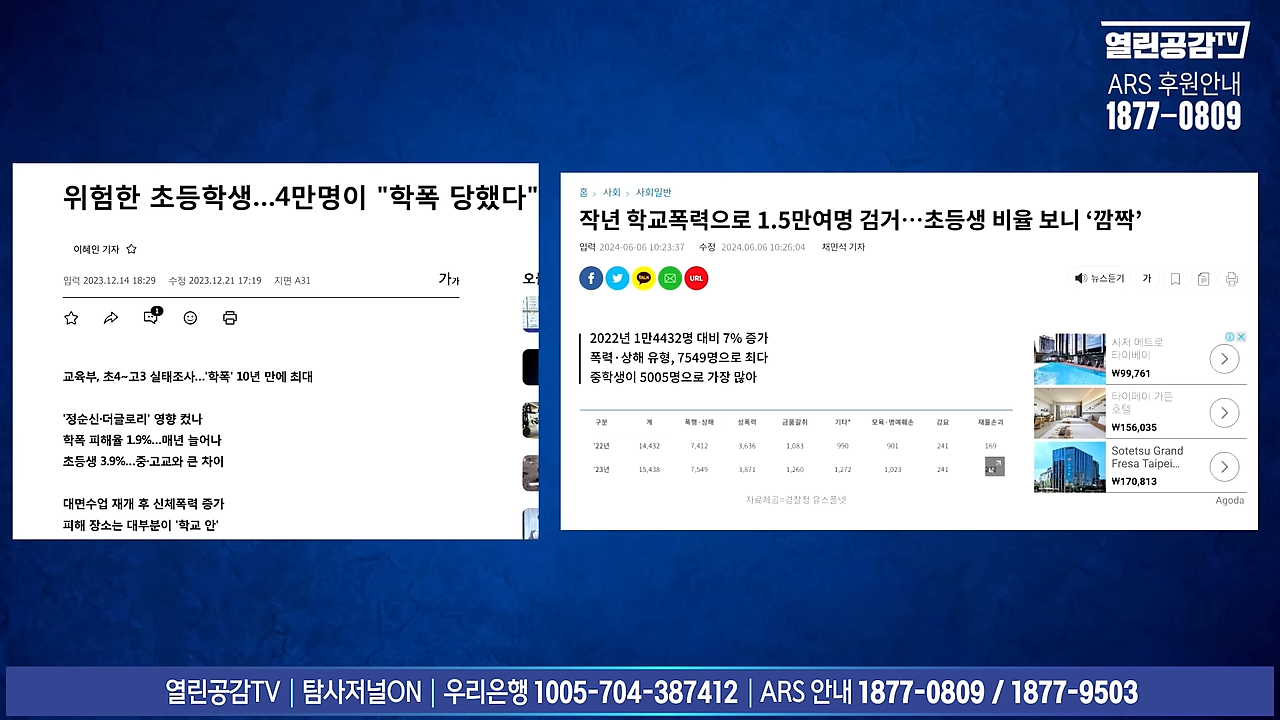 열린공감TV
ARS 후원안내
1877-0809
위험한 초등학생...4만명이 "학폭 당했다"
이혜인 기자
입력 2023.12.14 18:29 수정 2023.12.21 17:19 지면 A31
가가
1
교육부, 초4~고3 실태조사...'학폭' 10년 만에 최대
'정순신·더글로리' 영향 컸나
학폭 피해율 1.9%...매년 늘어나
초등생 3.9%...중·고교와 큰 차이
대면수업 재개 후 신체폭력 증가
피해 장소는 대부분이 '학교 안'
홈 > 사회 > 사회일반
작년 학교폭력으로 1.5만여명 검거…초등생 비율 보니 ‘깜짝’
입력 2024-06-06 10:23:37 수정 2024.06.06 10:26:04 채민석 기자
f TALK URL
뉴스듣기 가
2022년 1만4432명 대비 7% 증가
폭력·상해 유형, 7549명으로 최다
중학생이 5005명으로 가장 많아
구분 계 폭행·상해 성폭력 금품갈취 기타* 모욕·명예훼손 강요 재물손괴
'22년 14,432 7,412 3,636 1,083 990 901 241 169
'23년 15,438 7,549 3,871 1,260 1,272 1,023 241
자료제공=경찰청 유스폴넷
시저 메트로
타이베이
₩99,761
타이페이 가든
호텔
₩156,035
Sotetsu Grand
Fresa Taipei...
₩170,813
Agoda
열린공감TV | 탐사저널ON | 우리은행 1005-704-387412 | ARS 안내 1877-0809 / 1877-9503